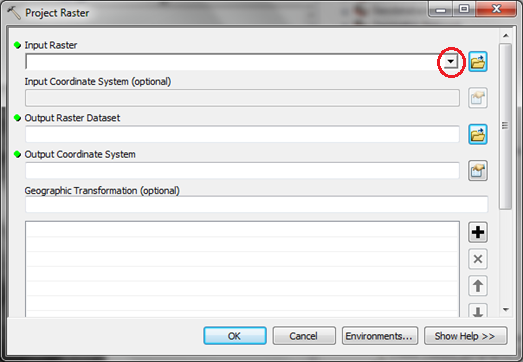 Project Raster
Input Raster
Input Coordinate System (optional)
Output Raster Dataset
Output Coordinate System
Geographic Transformation (optional)
OK
Cancel
Environments...
Show Help >>